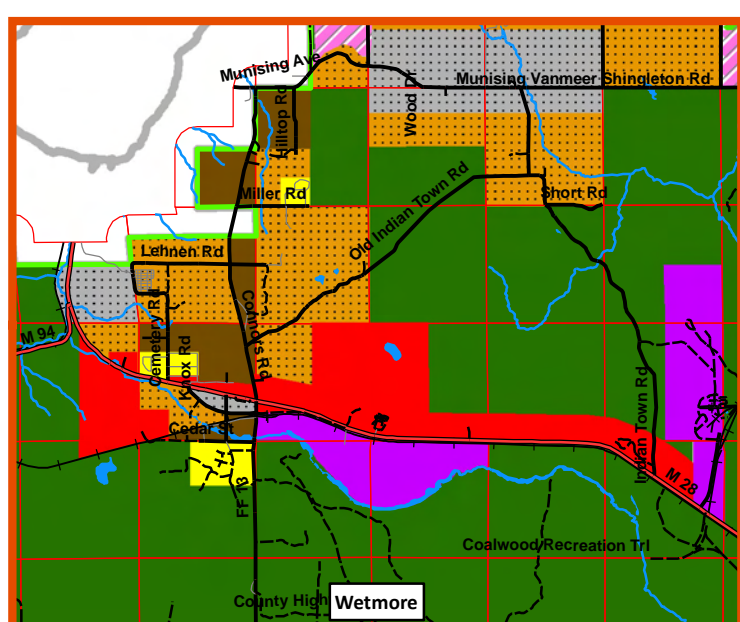 Munising Ave
Munising Vanmeer Shingleton Rd
Hilltop Rd
Wood Dr
Miller Rd
Short Rd
Old Indian Town Rd
Lehnen Rd
M 94
Cemetery Rd
Knox Rd
Connors Rd
Cedar St
Indian Town Rd
M 28
FF 13
Coalwood Recreation Trl
County High
Wetmore